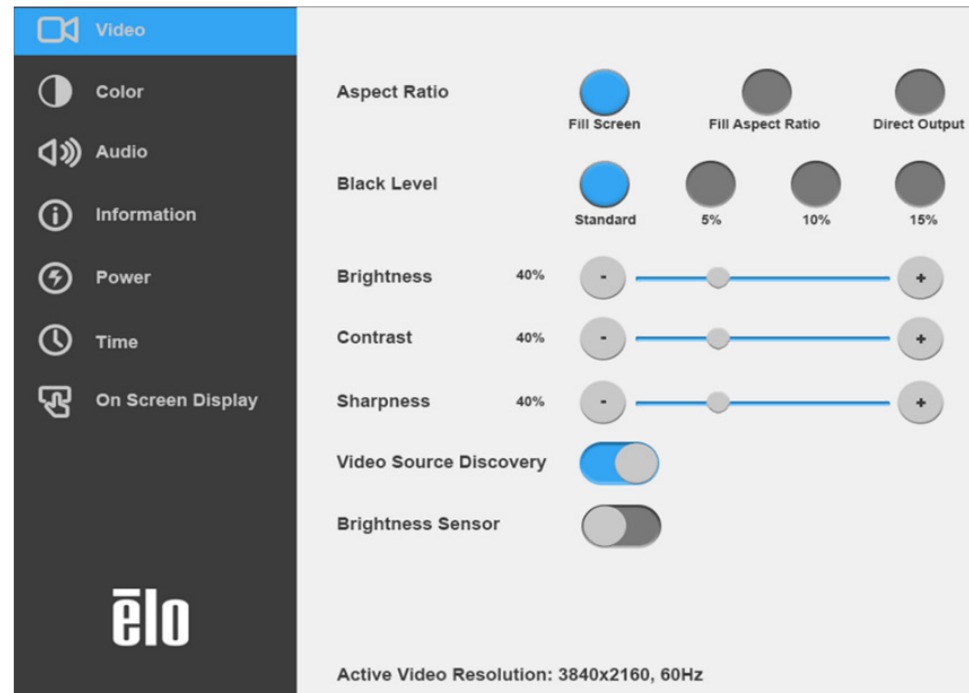 Video
Color
Audio
Information
Power
Time
On Screen Display
ēlo
Aspect Ratio
Fill Screen Fill Aspect Ratio Direct Output
Black Level
Standard 5% 10% 15%
Brightness 40% - +
Contrast 40% - +
Sharpness 40% - +
Video Source Discovery
Brightness Sensor
Active Video Resolution: 3840x2160, 60Hz